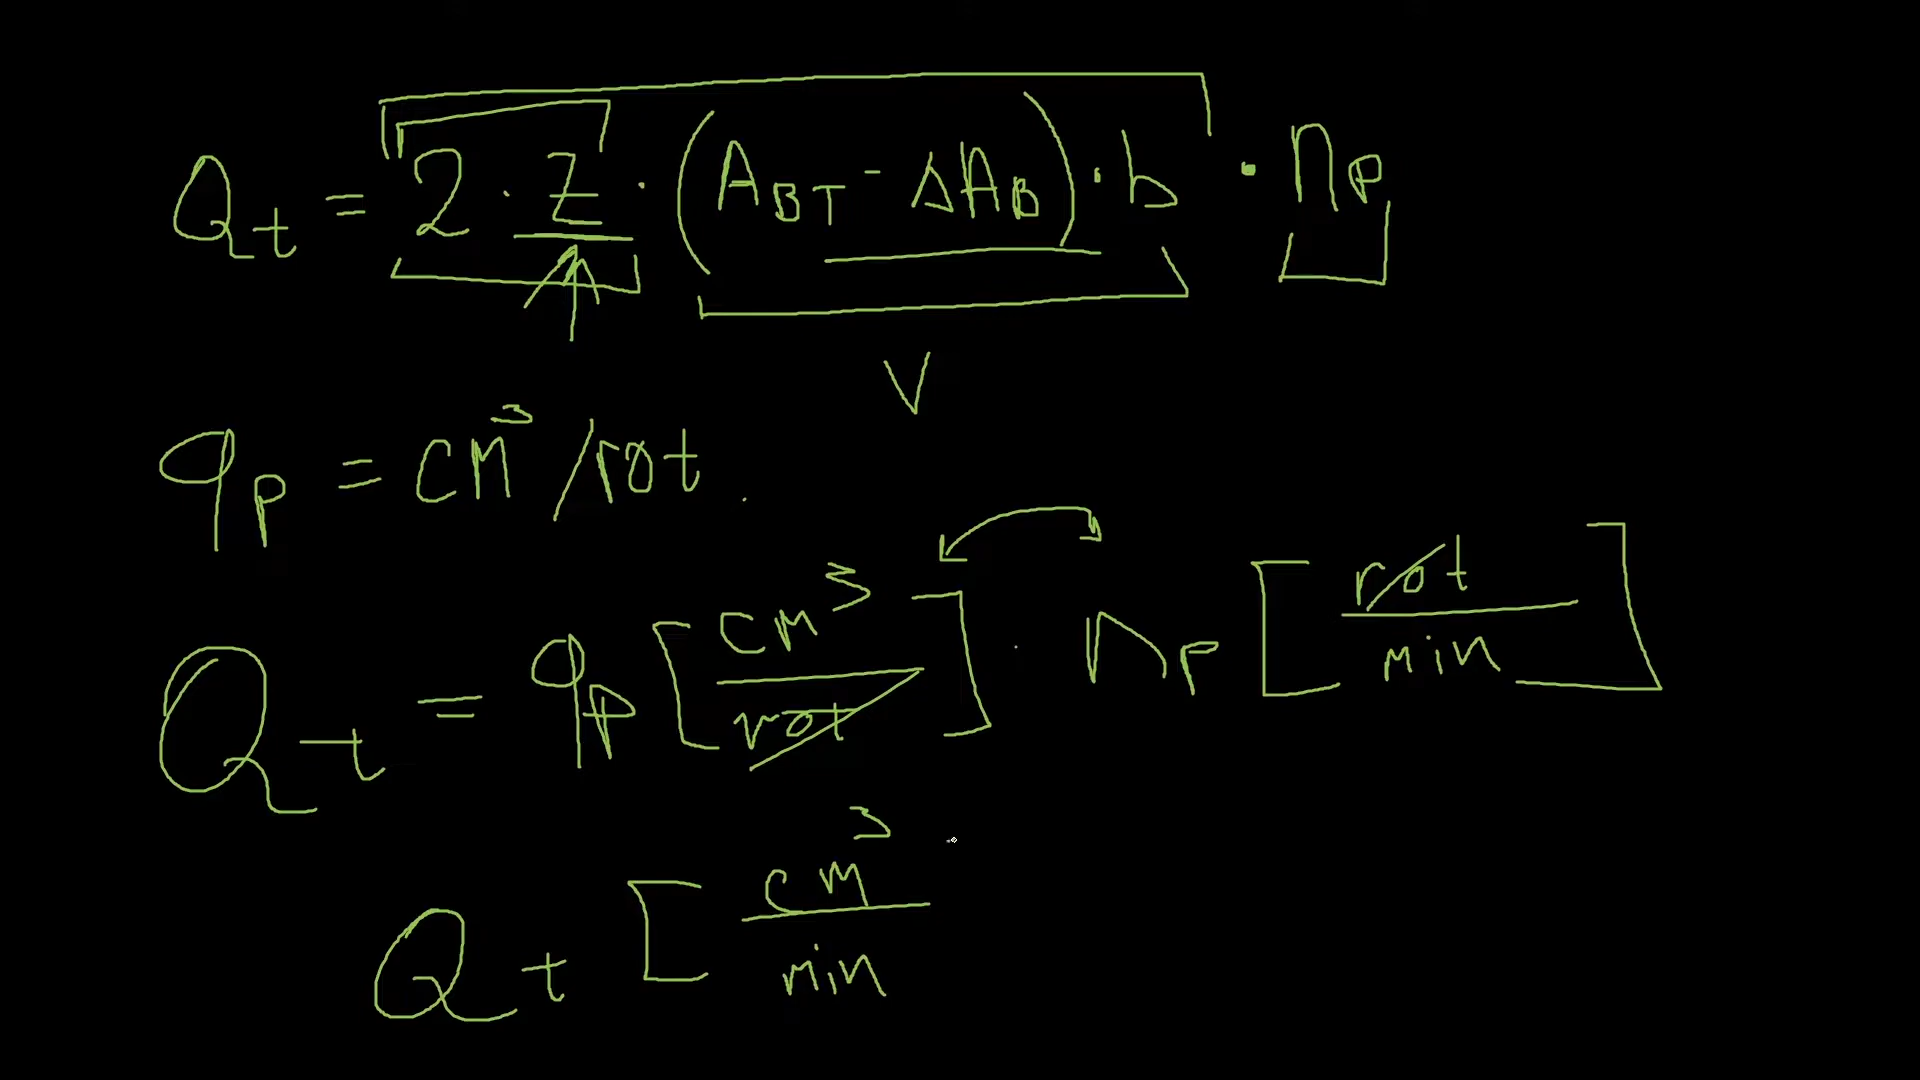 Qt = 2 · Z · (ABT - ΔAB) · b · np
V
qp = cm³/rot.
Qt = qp [cm³/rot] · np [rot/min]
Qt [cm³/min